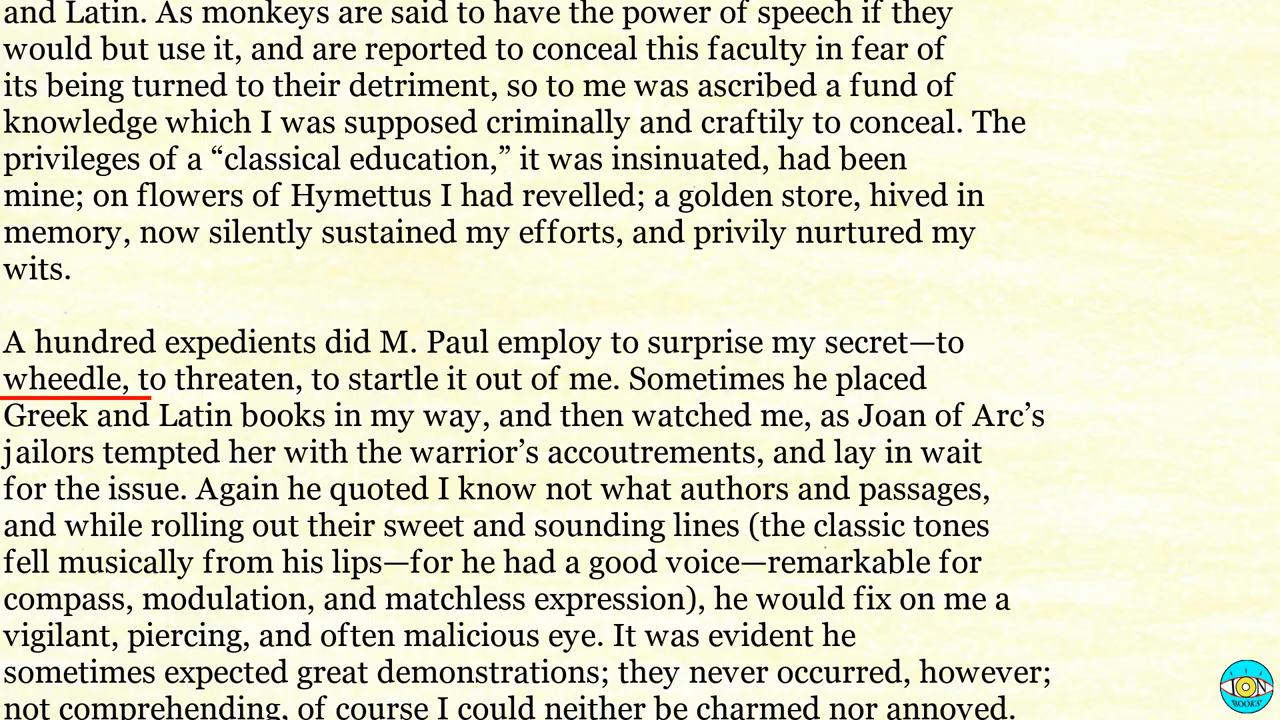 and Latin. As monkeys are said to have the power of speech if they
would but use it, and are reported to conceal this faculty in fear of
its being turned to their detriment, so to me was ascribed a fund of
knowledge which I was supposed criminally and craftily to conceal. The
privileges of a “classical education,” it was insinuated, had been
mine; on flowers of Hymettus I had revelled; a golden store, hived in
memory, now silently sustained my efforts, and privily nurtured my
wits.
A hundred expedients did M. Paul employ to surprise my secret—to
wheedle, to threaten, to startle it out of me. Sometimes he placed
Greek and Latin books in my way, and then watched me, as Joan of Arc’s
jailors tempted her with the warrior’s accoutrements, and lay in wait
for the issue. Again he quoted I know not what authors and passages,
and while rolling out their sweet and sounding lines (the classic tones
fell musically from his lips—for he had a good voice—remarkable for
compass, modulation, and matchless expression), he would fix on me a
vigilant, piercing, and often malicious eye. It was evident he
sometimes expected great demonstrations; they never occurred, however;
not comprehending, of course I could neither be charmed nor annoyed.
ION
BOOKS